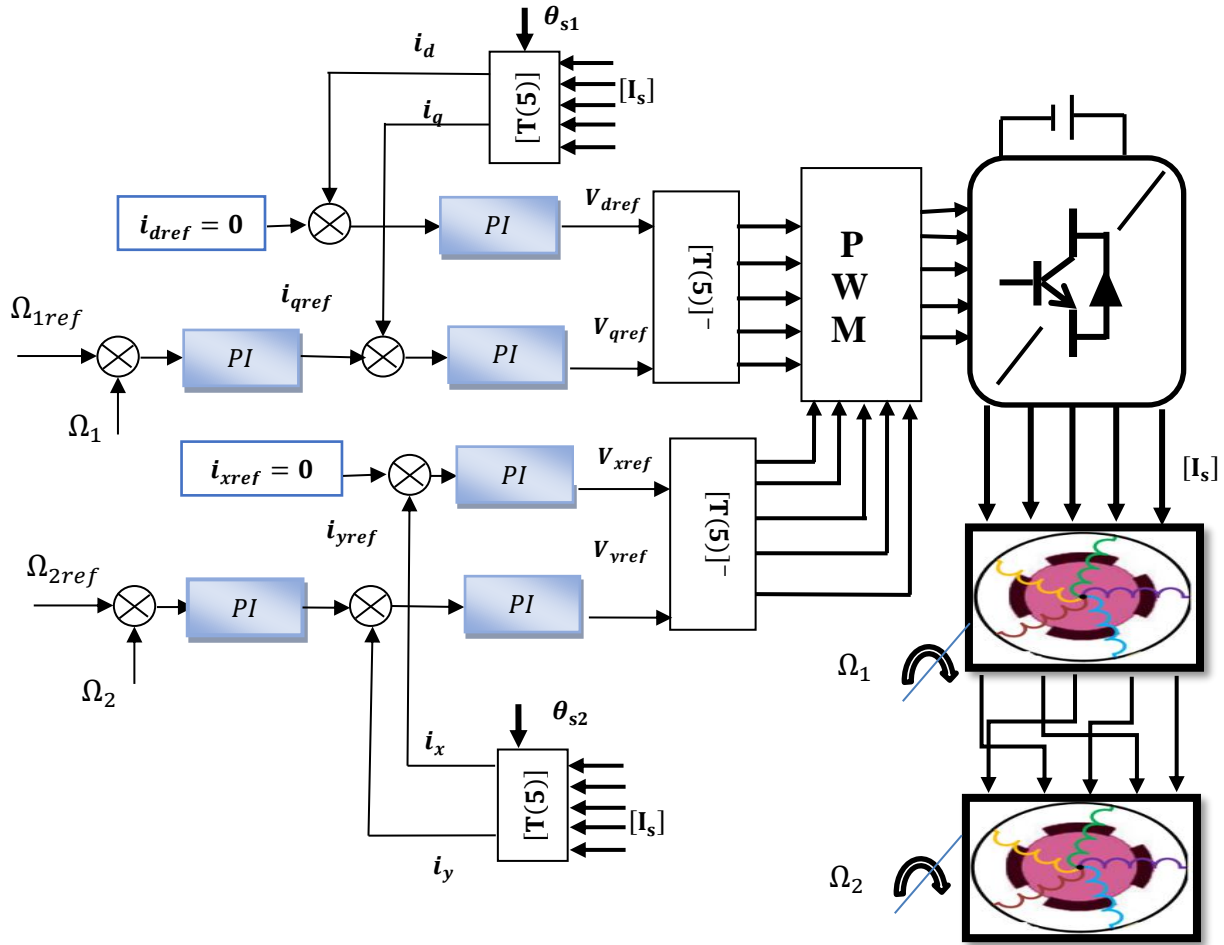 θs1
id
[T(5)]
[Is]
iq
idref = 0
PI
Vdref
[T(5)]⁻
P
W
M
Ω1ref
PI
iqref
PI
Vqref
Ω1
ixref = 0
PI
Vxref
[T(5)]⁻
[Is]
iyref
Vyref
Ω2ref
PI
PI
Ω2
Ω1
θs2
ix
[T(5)]
[Is]
iy
Ω2